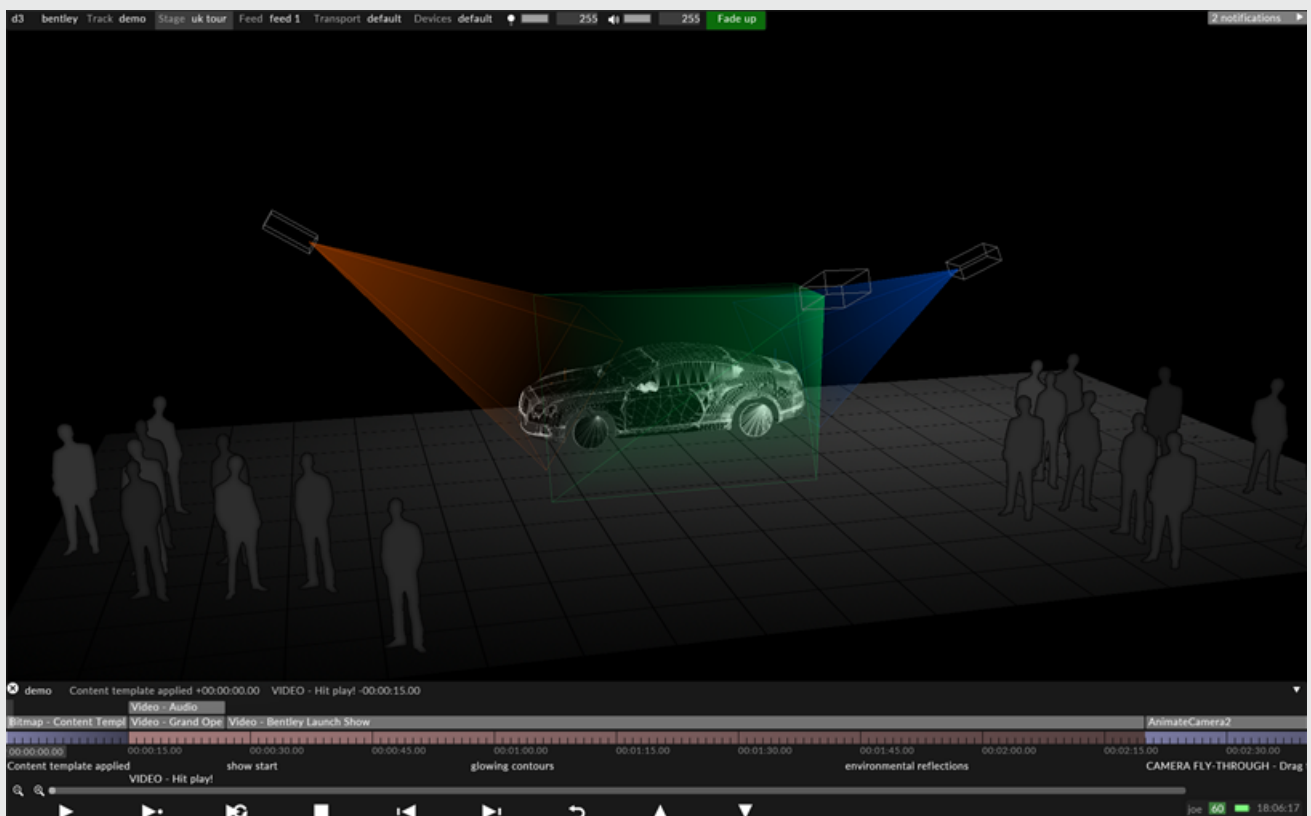 d3 bentley Track demo Stage uk tour Feed feed 1 Transport default Devices default 255 255 Fade up 2 notifications
demo Content template applied +00:00:00.00 VIDEO - Hit play! -00:00:15.00
Video - Audio
Bitmap - Content Templ Video - Grand Ope Video - Bentley Launch Show AnimateCamera2
00:00:00.00 00:00:15.00 00:00:30.00 00:00:45.00 00:01:00.00 00:01:15.00 00:01:30.00 00:01:45.00 00:02:00.00 00:02:15.00 00:02:30.00
Content template applied show start glowing contours environmental reflections CAMERA FLY-THROUGH - Drag
VIDEO - Hit play!
joe 60 18:06:17